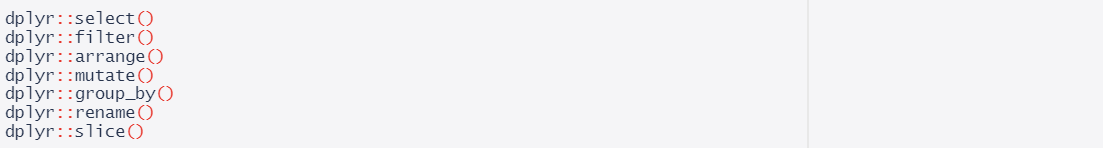 dplyr::select()
dplyr::filter()
dplyr::arrange()
dplyr::mutate()
dplyr::group_by()
dplyr::rename()
dplyr::slice()